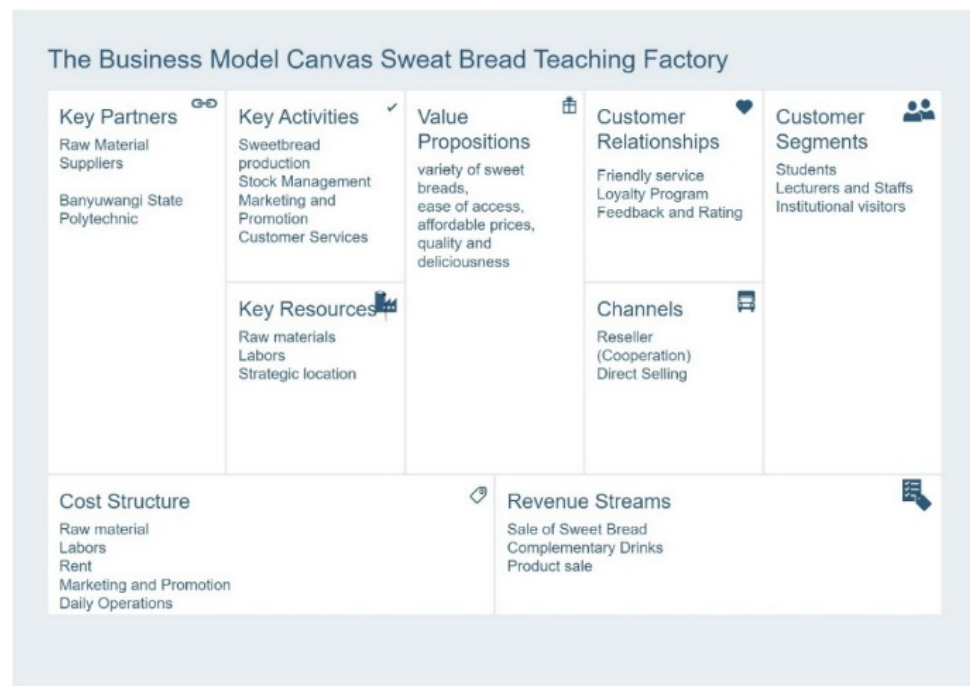 The Business Model Canvas Sweat Bread Teaching Factory
Key Partners
Raw Material
Suppliers
Banyuwangi State
Polytechnic
Key Activities
Sweetbread
production
Stock Management
Marketing and
Promotion
Customer Services
Key Resources
Raw materials
Labors
Strategic location
Value
Propositions
variety of sweet
breads,
ease of access,
affordable prices,
quality and
deliciousness
Customer
Relationships
Friendly service
Loyalty Program
Feedback and Rating
Channels
Reseller
(Cooperation)
Direct Selling
Customer
Segments
Students
Lecturers and Staffs
Institutional visitors
Cost Structure
Raw material
Labors
Rent
Marketing and Promotion
Daily Operations
Revenue Streams
Sale of Sweet Bread
Complementary Drinks
Product sale